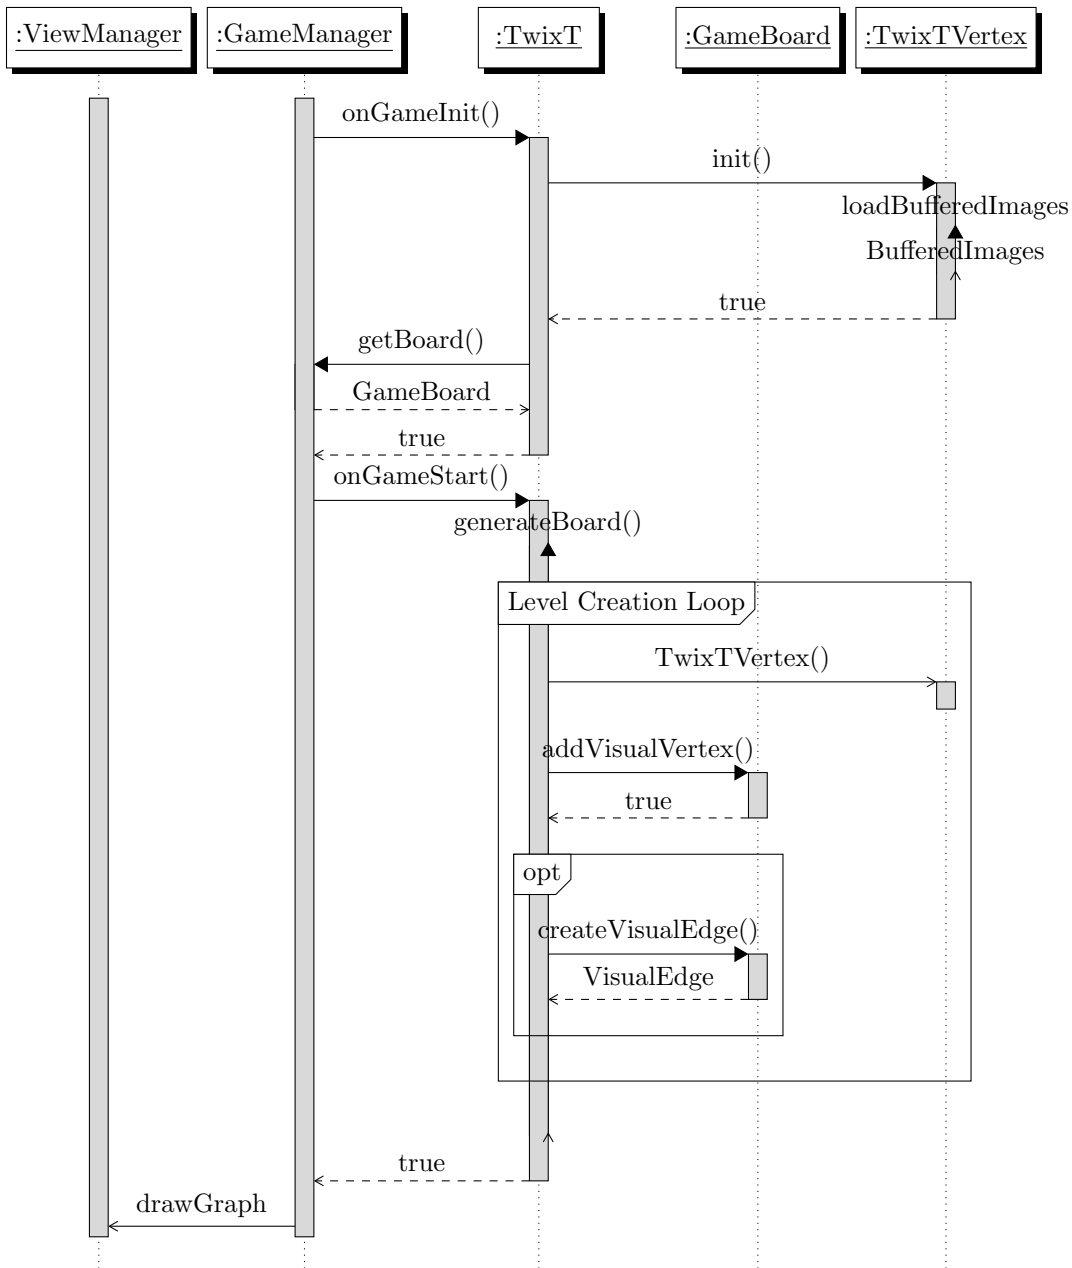 :ViewManager
:GameManager
:TwixT
:GameBoard
:TwixTVertex
onGameInit()
init()
loadBufferedImages
BufferedImages
true
getBoard()
GameBoard
true
onGameStart()
generateBoard()
Level Creation Loop
TwixTVertex()
addVisualVertex()
true
opt
createVisualEdge()
VisualEdge
true
drawGraph